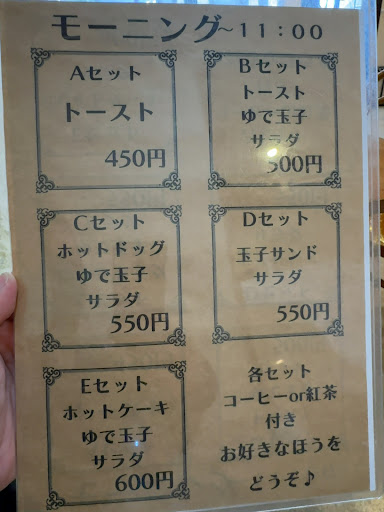 モーニング〜11:00
Aセット
トースト
450円
Bセット
トースト
ゆで玉子
サラダ
500円
Cセット
ホットドッグ
ゆで玉子
サラダ
550円
Dセット
玉子サンド
サラダ
550円
Eセット
ホットケーキ
ゆで玉子
サラダ
600円
各セット
コーヒーor紅茶
付き
お好きなほうを
どうぞ♪